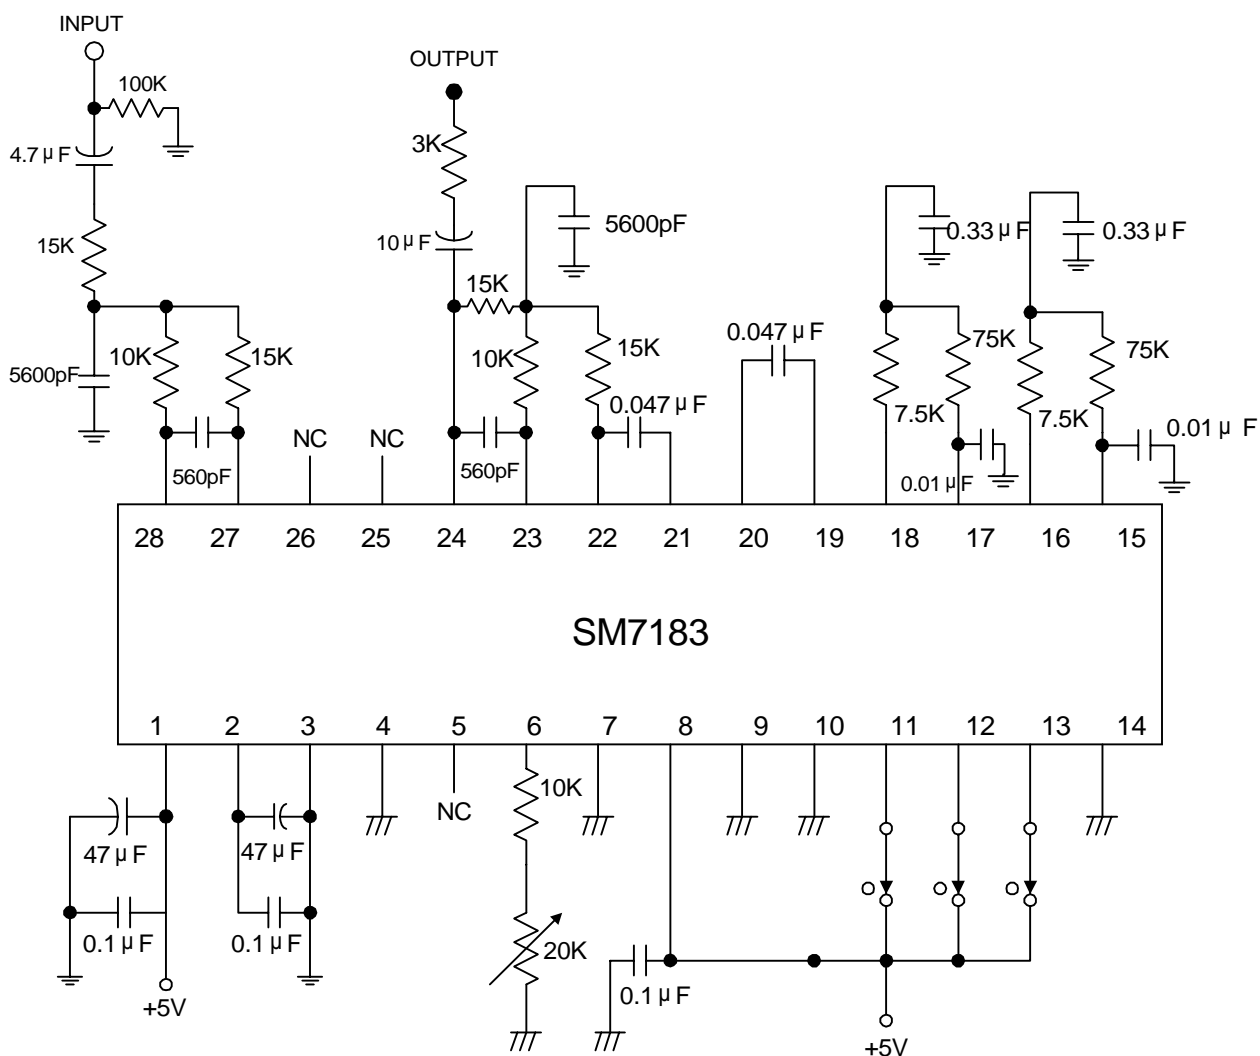 INPUT
OUTPUT
100K
3K
4.7μF
5600pF
0.33μF
0.33μF
15K
10μF
15K
0.047μF
10K
15K
10K
15K
75K
75K
5600pF
0.047μF
7.5K
7.5K
0.01μF
NC
NC
560pF
560pF
0.01μF
28 27 26 25 24 23 22 21 20 19 18 17 16 15
SM7183
1 2 3 4 5 6 7 8 9 10 11 12 13 14
10K
NC
47μF
47μF
0.1μF
0.1μF
20K
0.1μF
+5V
+5V